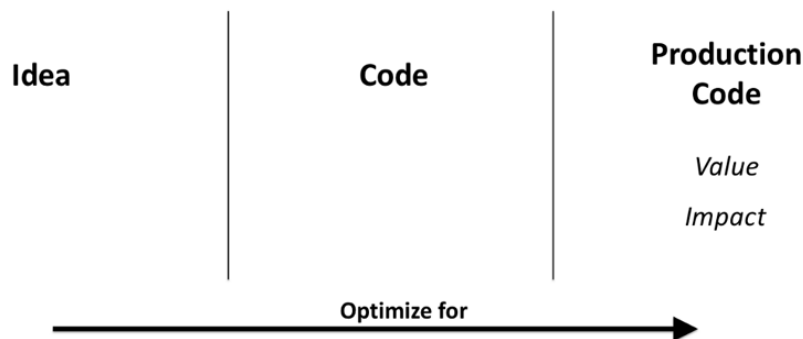 Idea
Code
Production
Code
Value
Impact
Optimize for